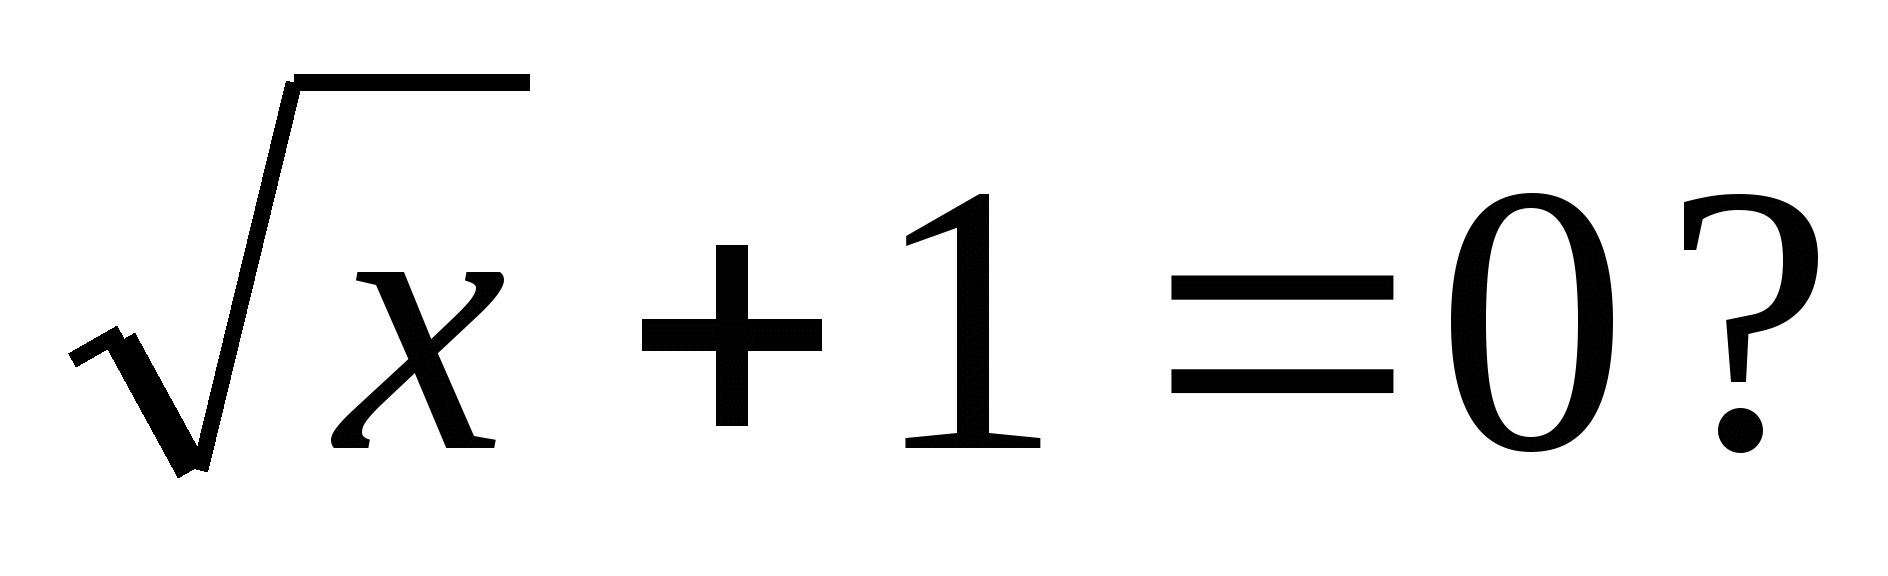 √x + 1 = 0?